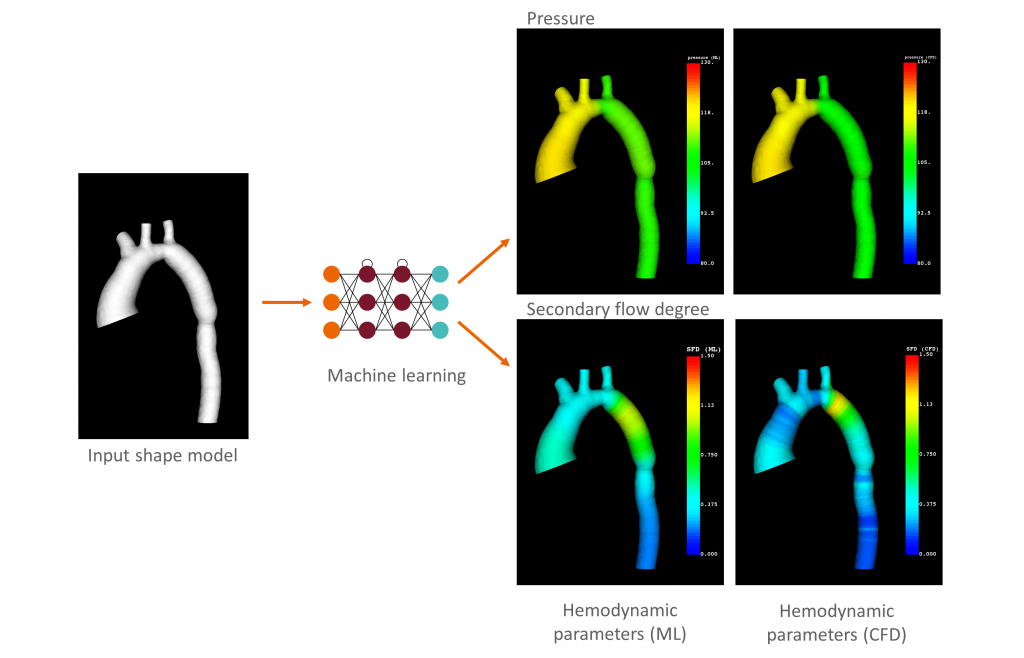 Pressure
pressure (ML)
130.
118.
105.
92.5
80.0
pressure (CFD)
130.
118.
105.
92.5
80.0
Input shape model
Machine learning
Secondary flow degree
SFD (ML)
1.50
1.13
0.750
0.375
0.000
SFD (CFD)
1.50
1.13
0.750
0.375
0.000
Hemodynamic
parameters (ML)
Hemodynamic
parameters (CFD)